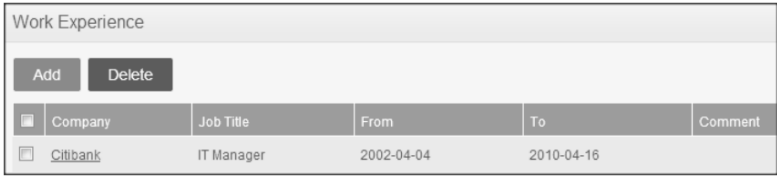 Work Experience
Add Delete
Company Job Title From To Comment
Citibank IT Manager 2002-04-04 2010-04-16